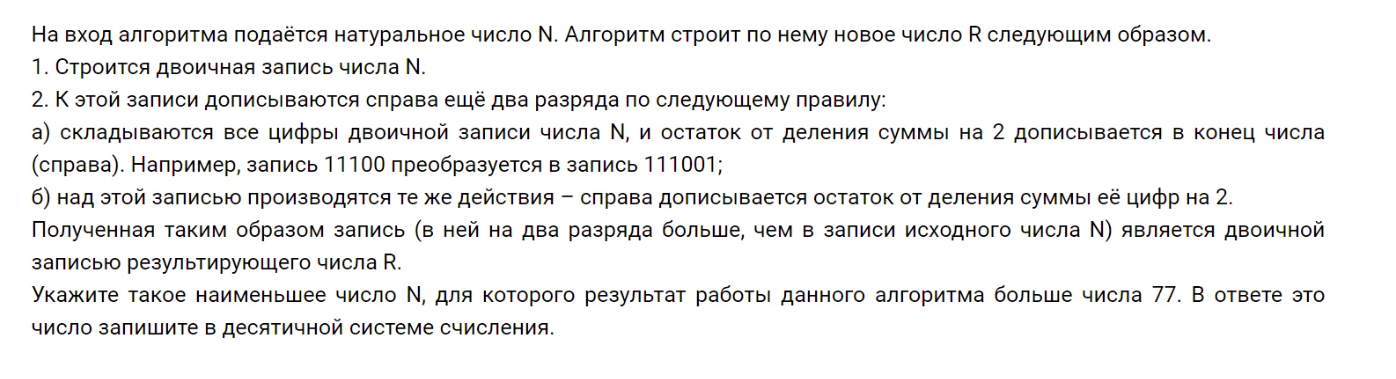 На вход алгоритма подаётся натуральное число N. Алгоритм строит по нему новое число R следующим образом.
1. Строится двоичная запись числа N.
2. К этой записи дописываются справа ещё два разряда по следующему правилу:
а) складываются все цифры двоичной записи числа N, и остаток от деления суммы на 2 дописывается в конец числа
(справа). Например, запись 11100 преобразуется в запись 111001;
б) над этой записью производятся те же действия – справа дописывается остаток от деления суммы её цифр на 2.
Полученная таким образом запись (в ней на два разряда больше, чем в записи исходного числа N) является двоичной
записью результирующего числа R.
Укажите такое наименьшее число N, для которого результат работы данного алгоритма больше числа 77. В ответе это
число запишите в десятичной системе счисления.